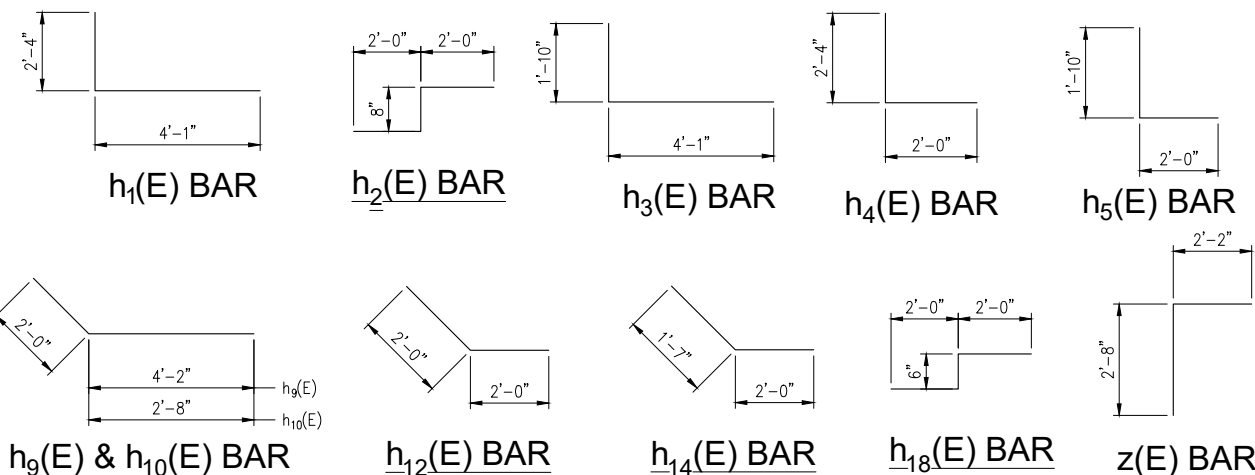 2'-4"
4'-1"
h1(E) BAR
2'-0" 2'-0"
8"
h2(E) BAR
1'-10"
4'-1"
h3(E) BAR
2'-4"
2'-0"
h4(E) BAR
1'-10"
2'-0"
h5(E) BAR
2'-0"
4'-2" h9(E)
2'-8" h10(E)
h9(E) & h10(E) BAR
2'-0"
2'-0"
h12(E) BAR
1'-7"
2'-0"
h14(E) BAR
2'-0" 2'-0"
6"
h18(E) BAR
2'-2"
2'-8"
z(E) BAR